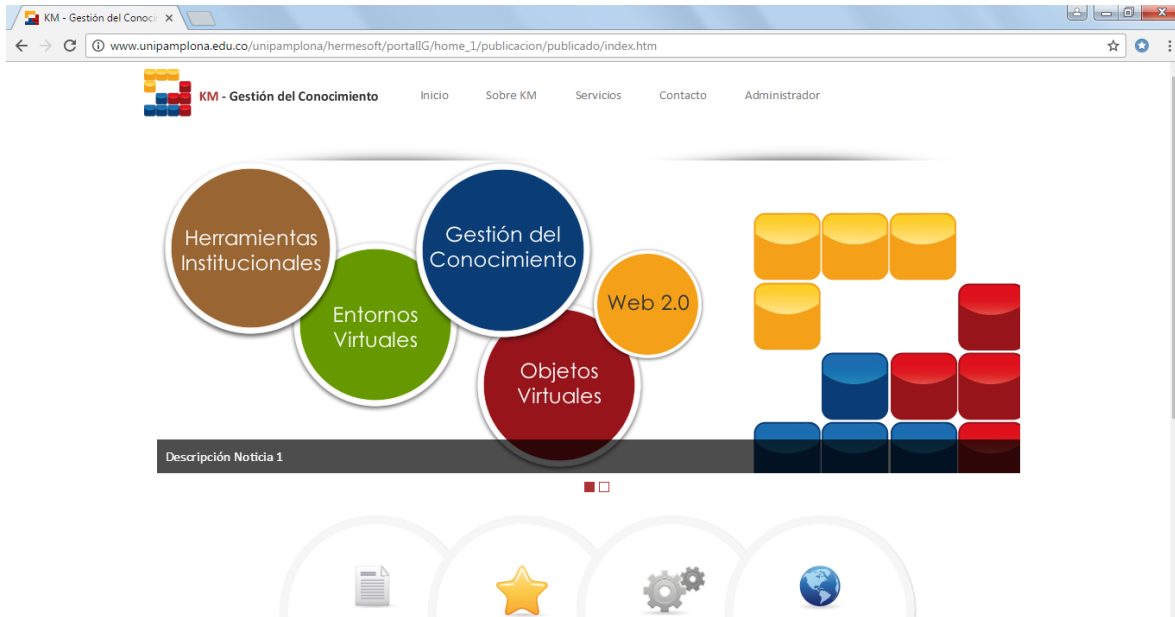 KM - Gestión del Conoci
www.unipamplona.edu.co/unipamplona/hermesoft/portalIG/home_1/publicacion/publicado/index.htm
KM - Gestión del Conocimiento
Inicio
Sobre KM
Servicios
Contacto
Administrador
Herramientas
Institucionales
Entornos
Virtuales
Gestión del
Conocimiento
Objetos
Virtuales
Web 2.0
Descripción Noticia 1